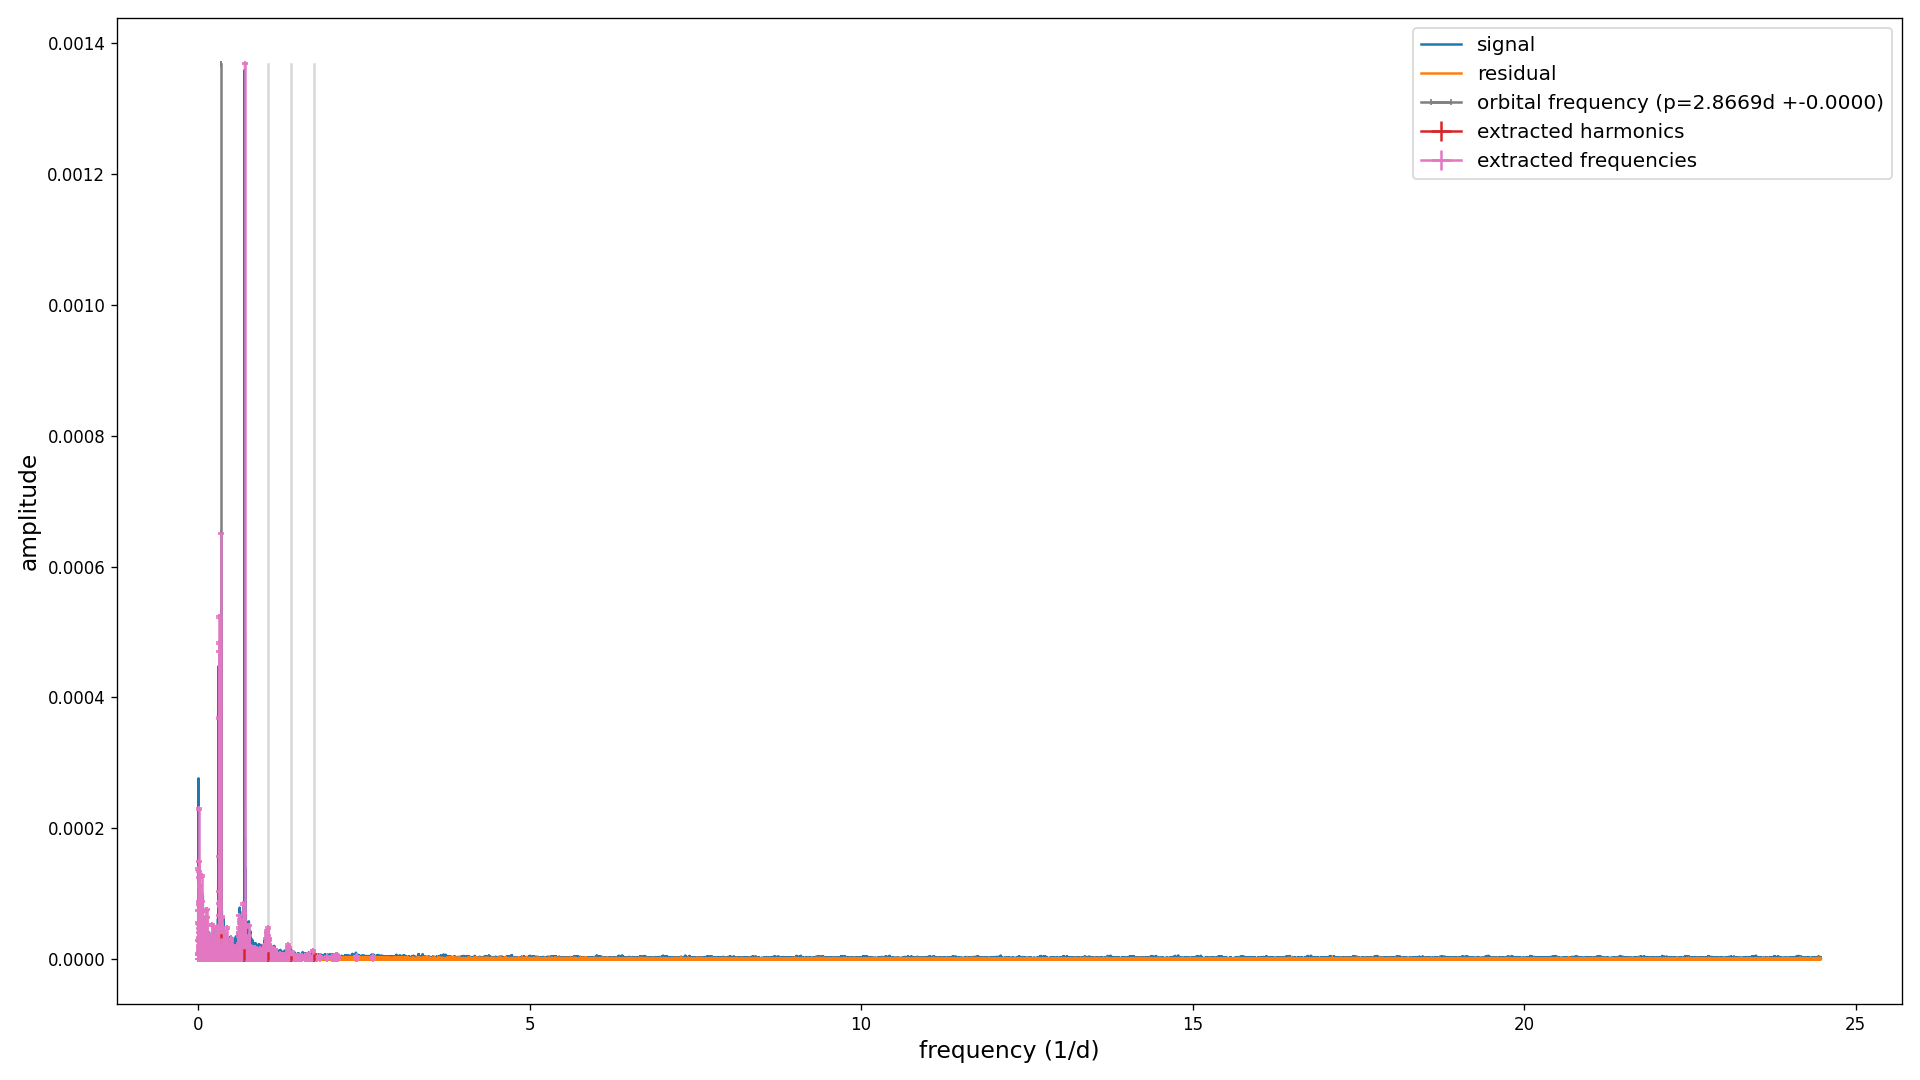 0.0014
0.0012
0.0010
0.0008
0.0006
0.0004
0.0002
0.0000
amplitude
0 5 10 15 20 25
frequency (1/d)
signal
residual
orbital frequency (p=2.8669d +-0.0000)
extracted harmonics
extracted frequencies